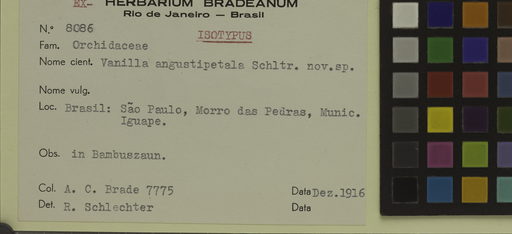 EX- HERBARIUM BRADEANUM
Rio de Janeiro — Brasil
N.° 8086
ISOTYPUS
Fam. Orchidaceae
Nome cient. Vanilla angustipetala Schltr. nov.sp.
Nome vulg.
Loc. Brasil: São Paulo, Morro das Pedras, Munic.
Iguape.
Obs. in Bambuszaun.
Col. A. C. Brade 7775 Data Dez.1916
Det. R. Schlechter Data